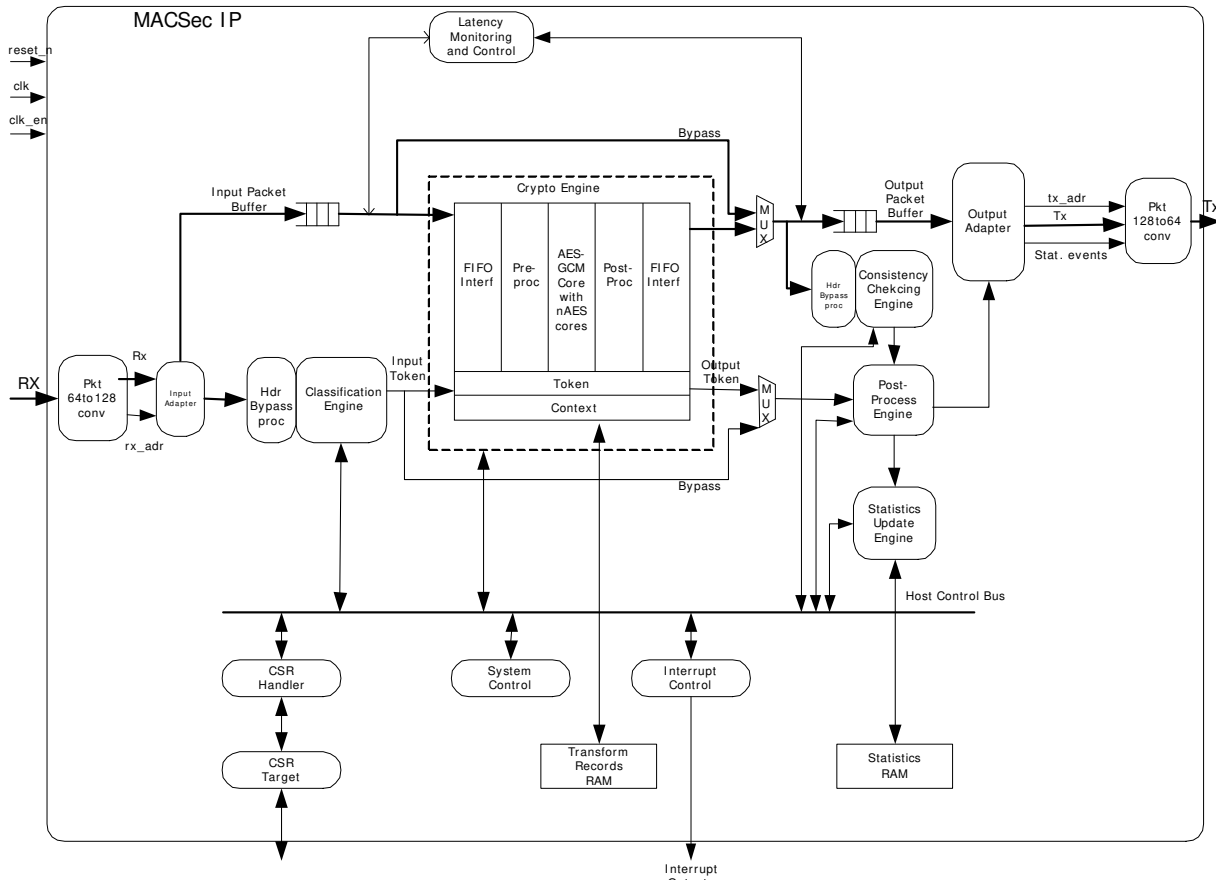 MACSec IP
reset_n
clk
clk_en
Latency
Monitoring
and Control
Bypass
Input Packet
Buffer
Crypto Engine
FIFO
Interf
Pre-
proc
AES-
GCM
Core
with
nAES
cores
Post-
Proc
FIFO
Interf
Token
Context
M
U
X
Output
Packet
Buffer
Output
Adapter
tx_adr
Tx
Stat. events
Pkt
128to64
conv
Tx
Hdr
Bypass
proc
Consistency
Chekcing
Engine
RX
Pkt
64to128
conv
Rx
rx_adr
Input
Adapter
Hdr
Bypass
proc
Classification
Engine
Input
Token
Output
Token
M
U
X
Bypass
Post-
Process
Engine
Statistics
Update
Engine
Host Control Bus
CSR
Handler
System
Control
Interrupt
Control
CSR
Target
Transform
Records
RAM
Statistics
RAM
Interrupt